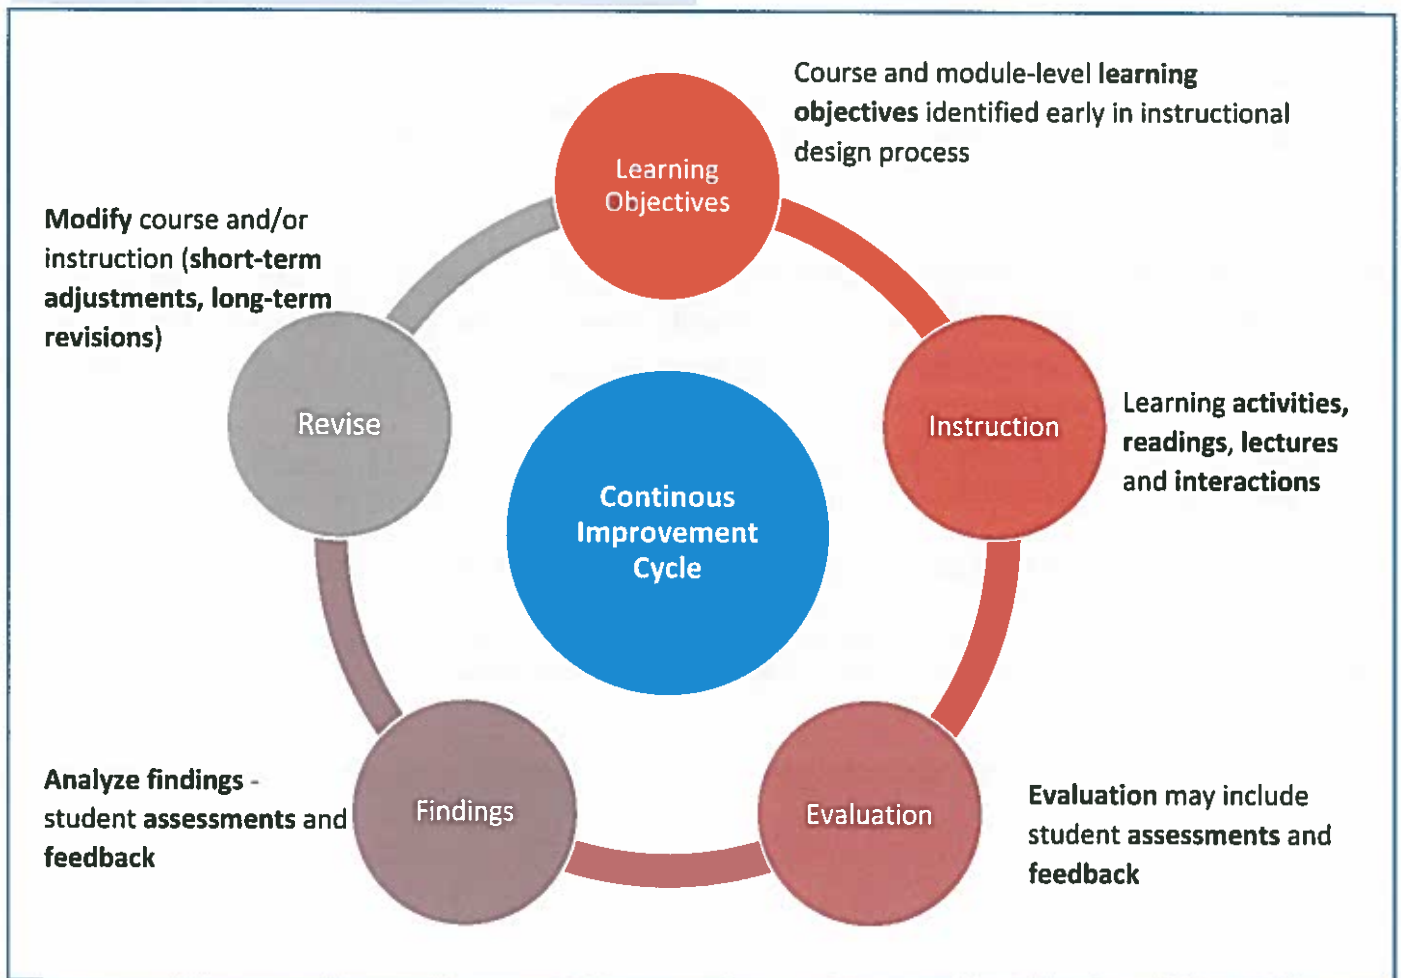 Course and module-level learning
objectives identified early in instructional
design process
Learning
Objectives
Modify course and/or
instruction (short-term
adjustments, long-term
revisions)
Revise
Instruction
Learning activities,
readings, lectures
and interactions
Continous
Improvement
Cycle
Analyze findings -
student assessments and
feedback
Findings
Evaluation
Evaluation may include
student assessments and
feedback